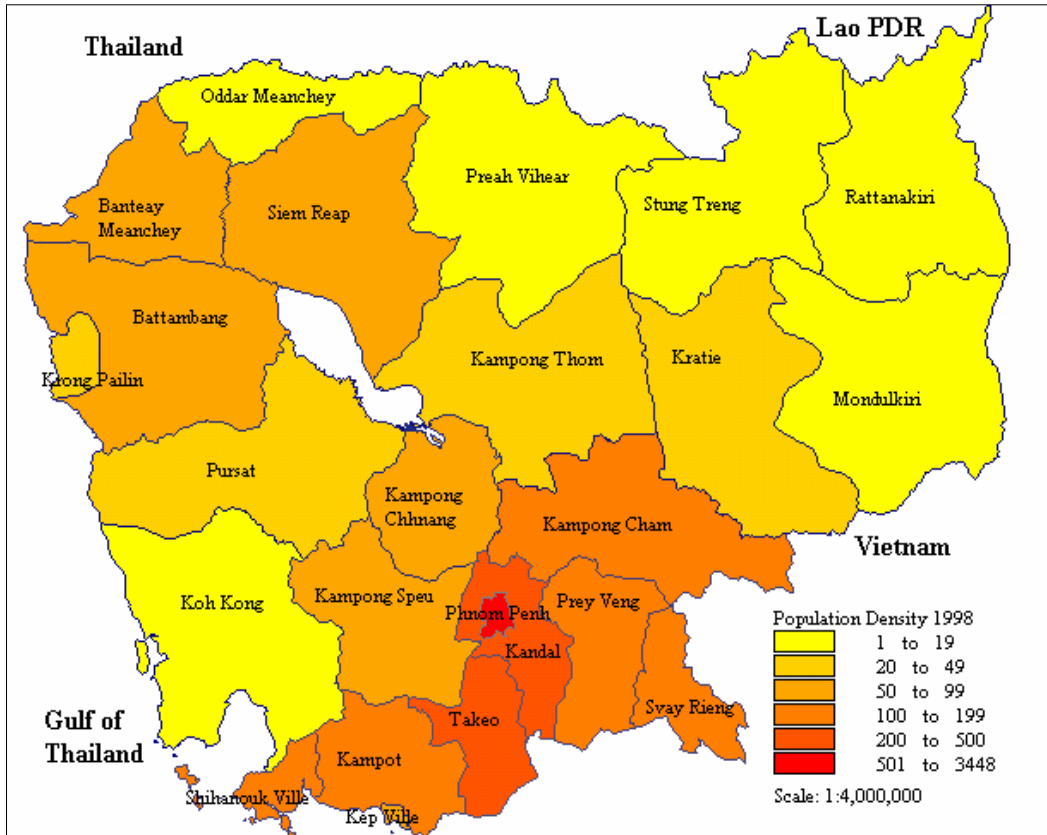 Thailand
Lao PDR
Oddar Meanchey
Preah Vihear
Stung Treng
Rattanakiri
Banteay
Meanchey
Siem Reap
Battambang
Krong Pailin
Kampong Thom
Kratie
Mondulkiri
Pursat
Kampong
Chhnang
Kampong Cham
Vietnam
Koh Kong
Kampong Speu
Phnom Penh
Prey Veng
Kandal
Svay Rieng
Takeo
Gulf of
Thailand
Kampot
Shihanouk Ville
Kep Ville
Population Density 1998
1 to 19
20 to 49
50 to 99
100 to 199
200 to 500
501 to 3448
Scale: 1:4,000,000